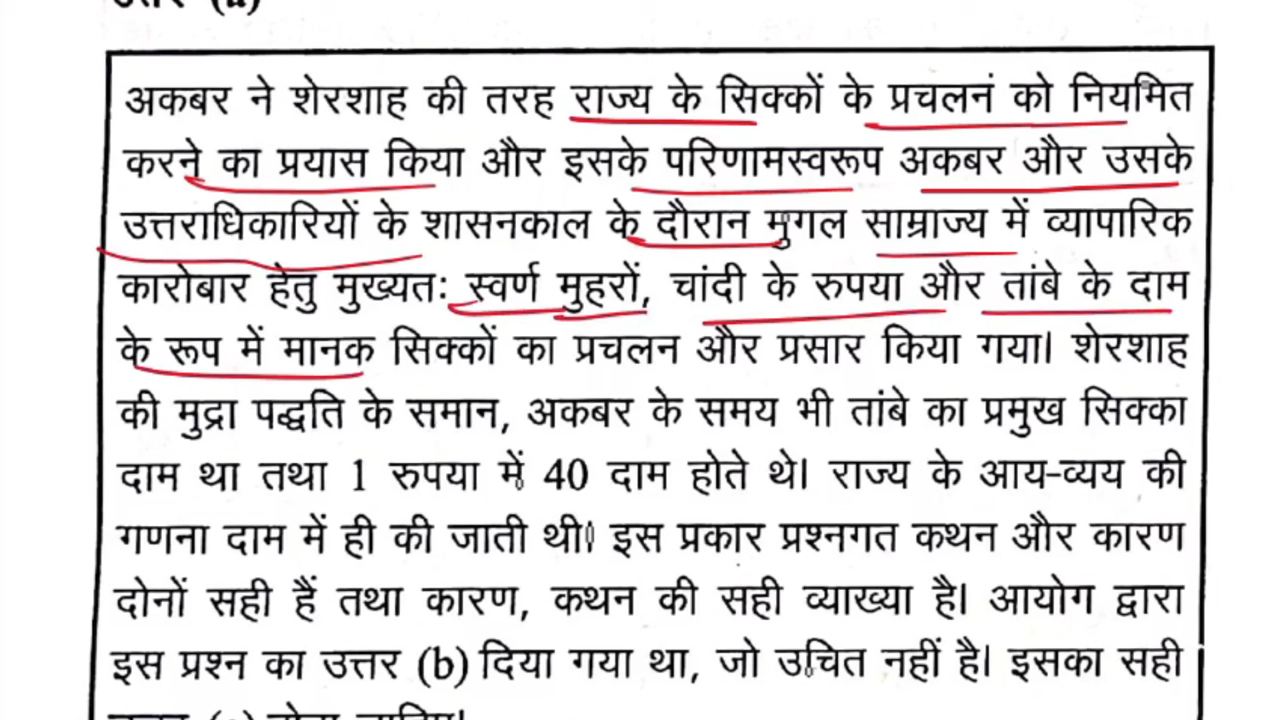 उत्तर (a)
अकबर ने शेरशाह की तरह राज्य के सिक्कों के प्रचलनं को नियमित
करने का प्रयास किया और इसके परिणामस्वरूप अकबर और उसके
उत्तराधिकारियों के शासनकाल के दौरान मुगल साम्राज्य में व्यापारिक
कारोबार हेतु मुख्यतः स्वर्ण मुहरों, चांदी के रुपया और तांबे के दाम
के रूप में मानक सिक्कों का प्रचलन और प्रसार किया गया। शेरशाह
की मुद्रा पद्धति के समान, अकबर के समय भी तांबे का प्रमुख सिक्का
दाम था तथा 1 रुपया में 40 दाम होते थे। राज्य के आय-व्यय की
गणना दाम में ही की जाती थी। इस प्रकार प्रश्नगत कथन और कारण
दोनों सही हैं तथा कारण, कथन की सही व्याख्या है। आयोग द्वारा
इस प्रश्न का उत्तर (b) दिया गया था, जो उचित नहीं है। इसका सही